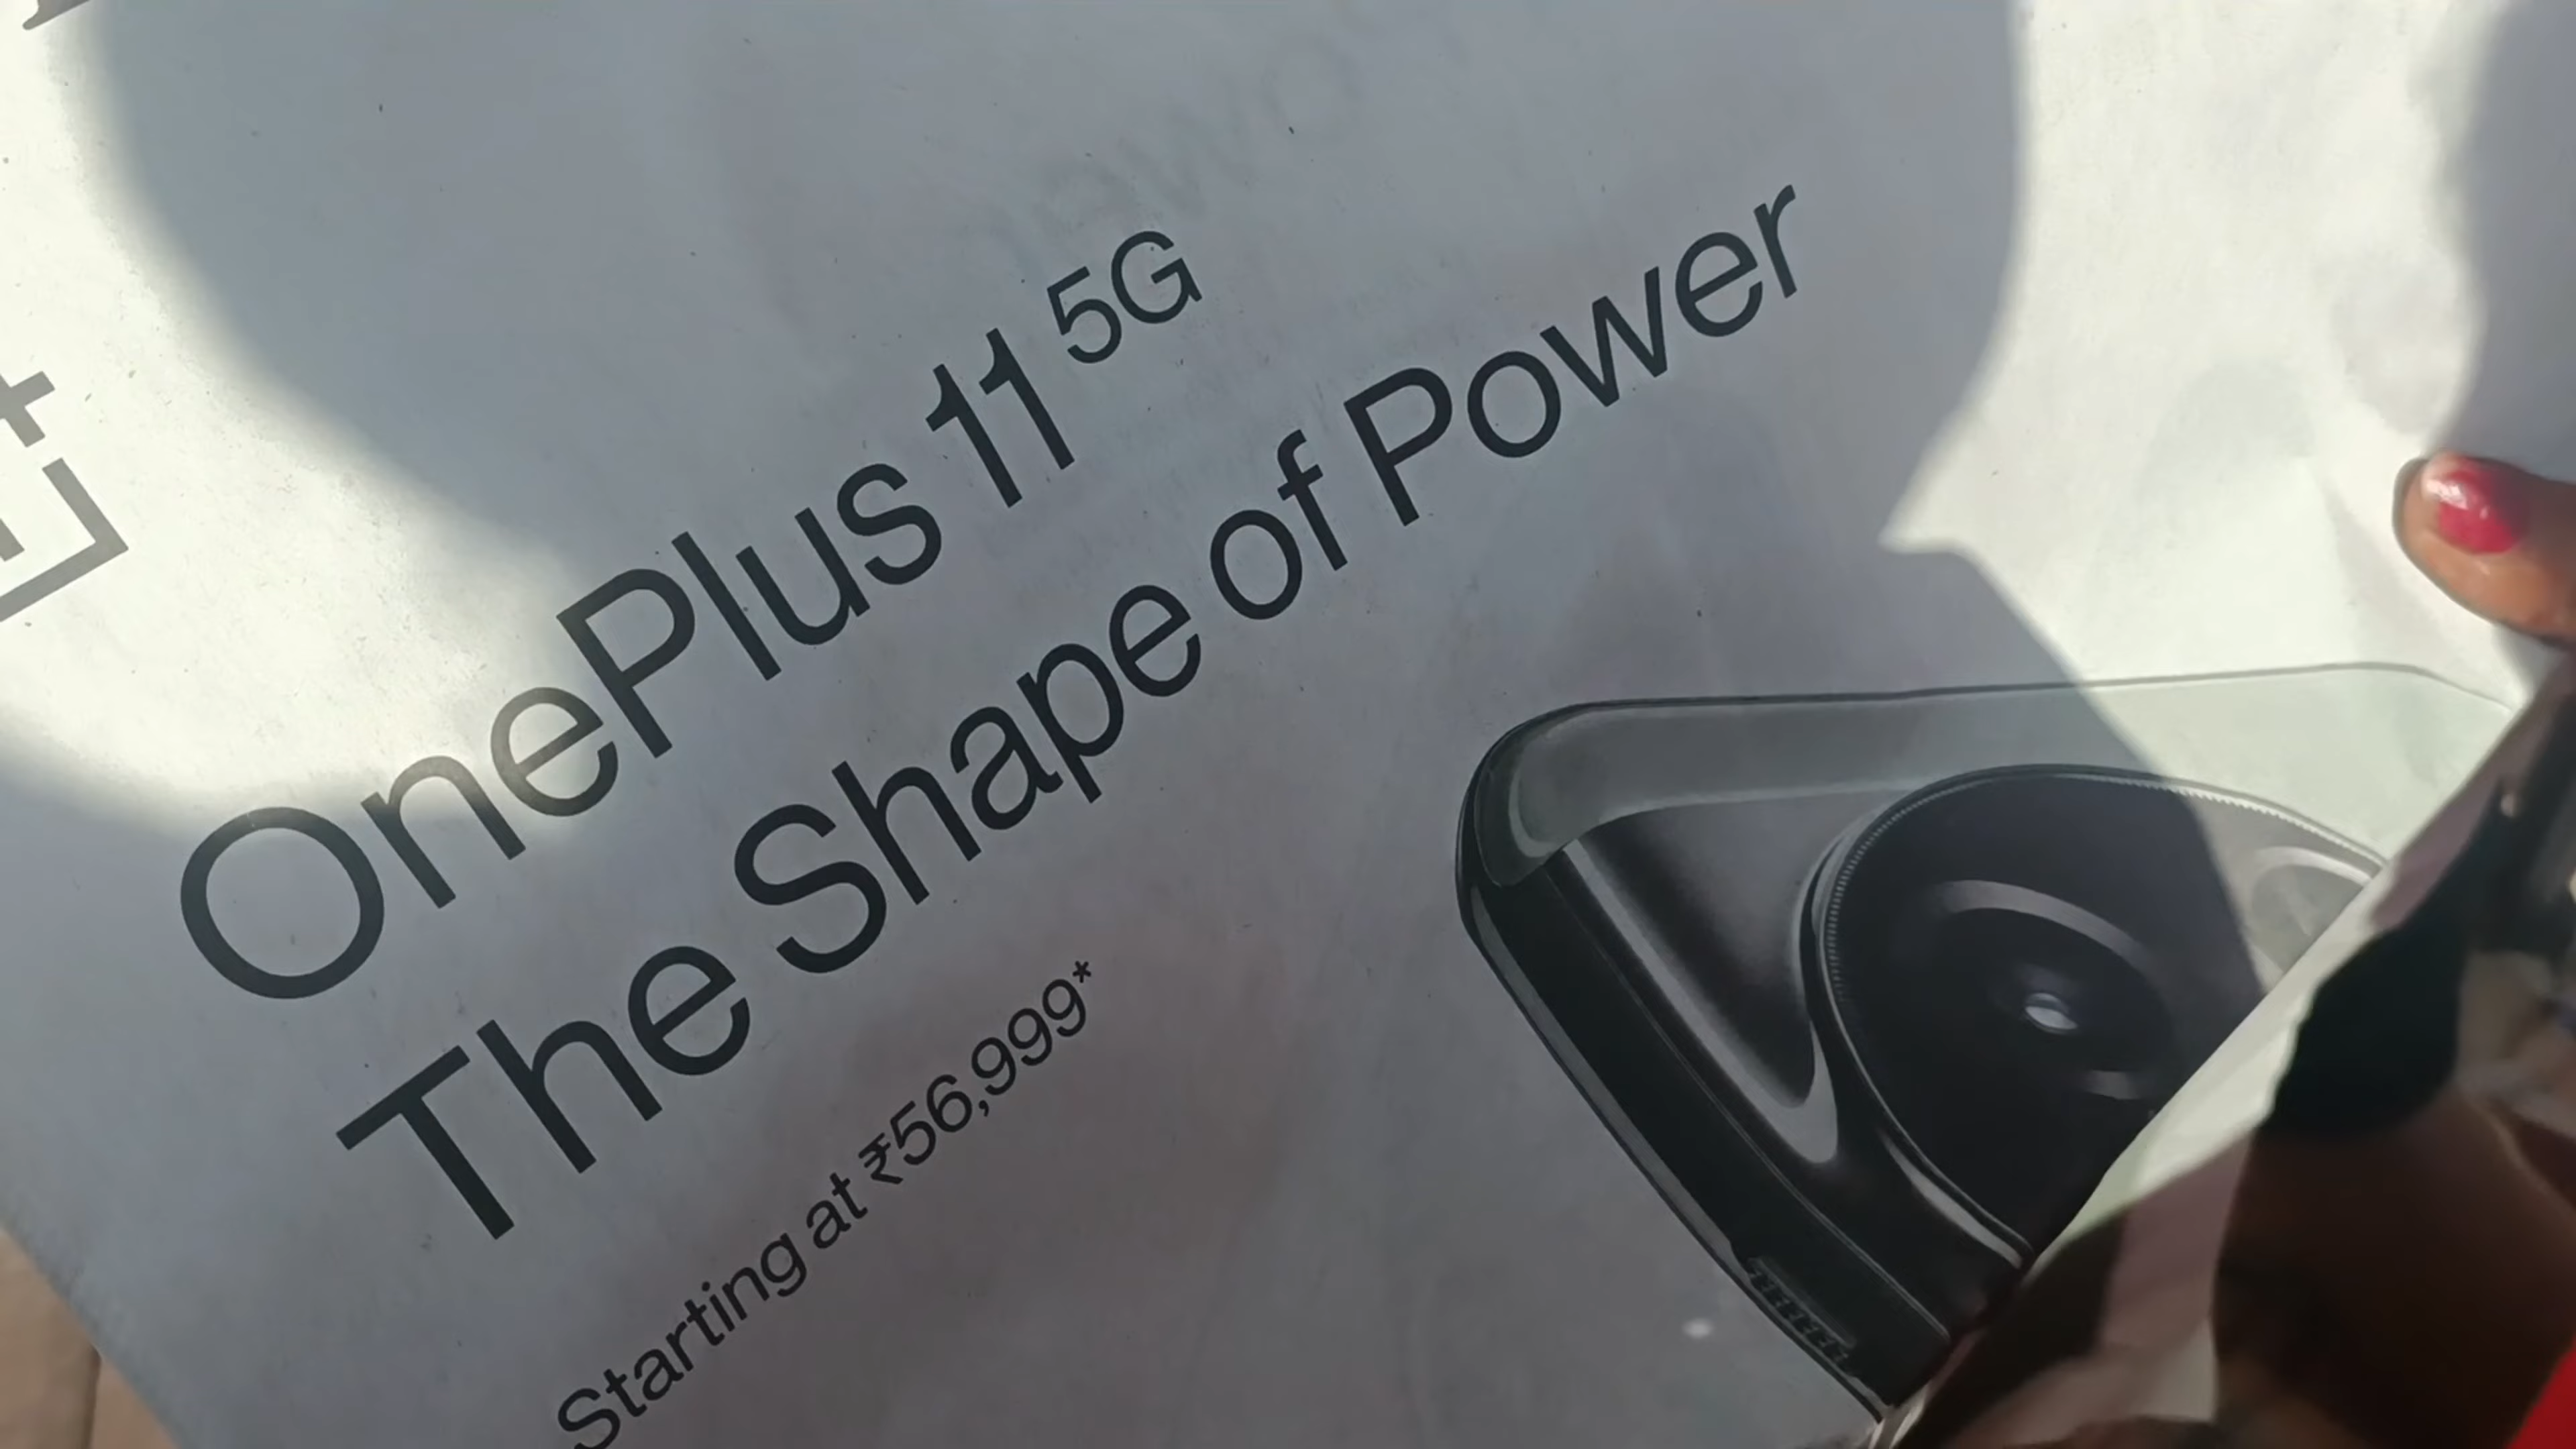 OnePlus 11 5G
The Shape of Power
Starting at ₹56,999*